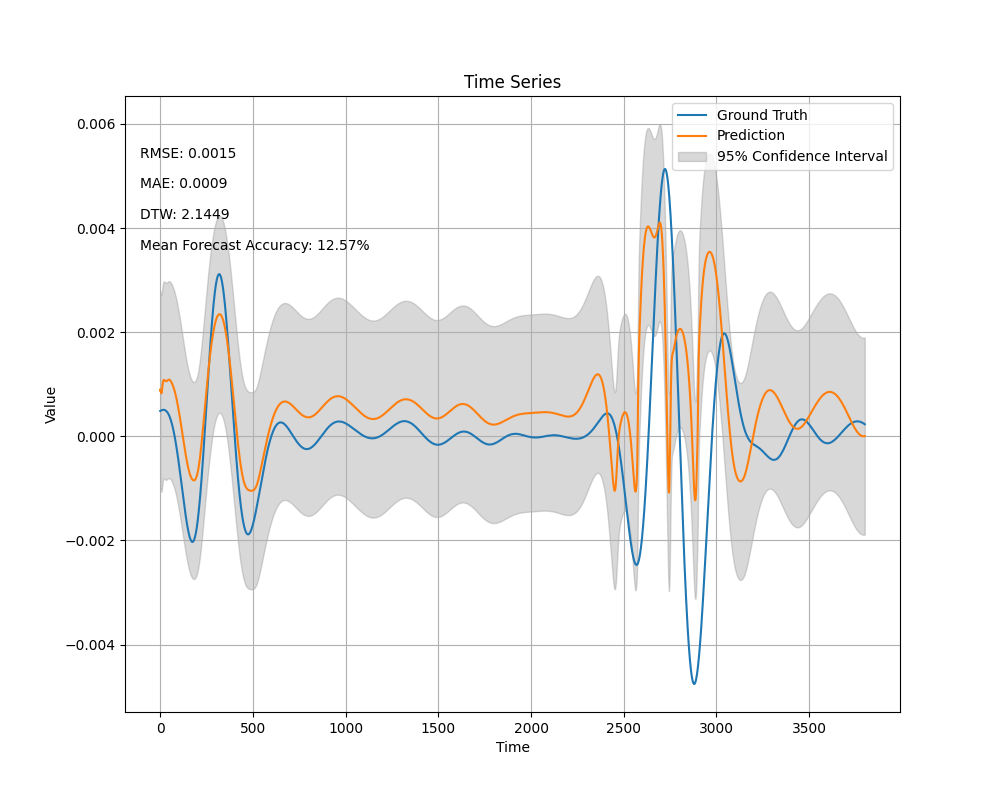 Time Series
Ground Truth
Prediction
95% Confidence Interval
RMSE: 0.0015
MAE: 0.0009
DTW: 2.1449
Mean Forecast Accuracy: 12.57%
Value
0.006
0.004
0.002
0.000
−0.002
−0.004
0 500 1000 1500 2000 2500 3000 3500
Time